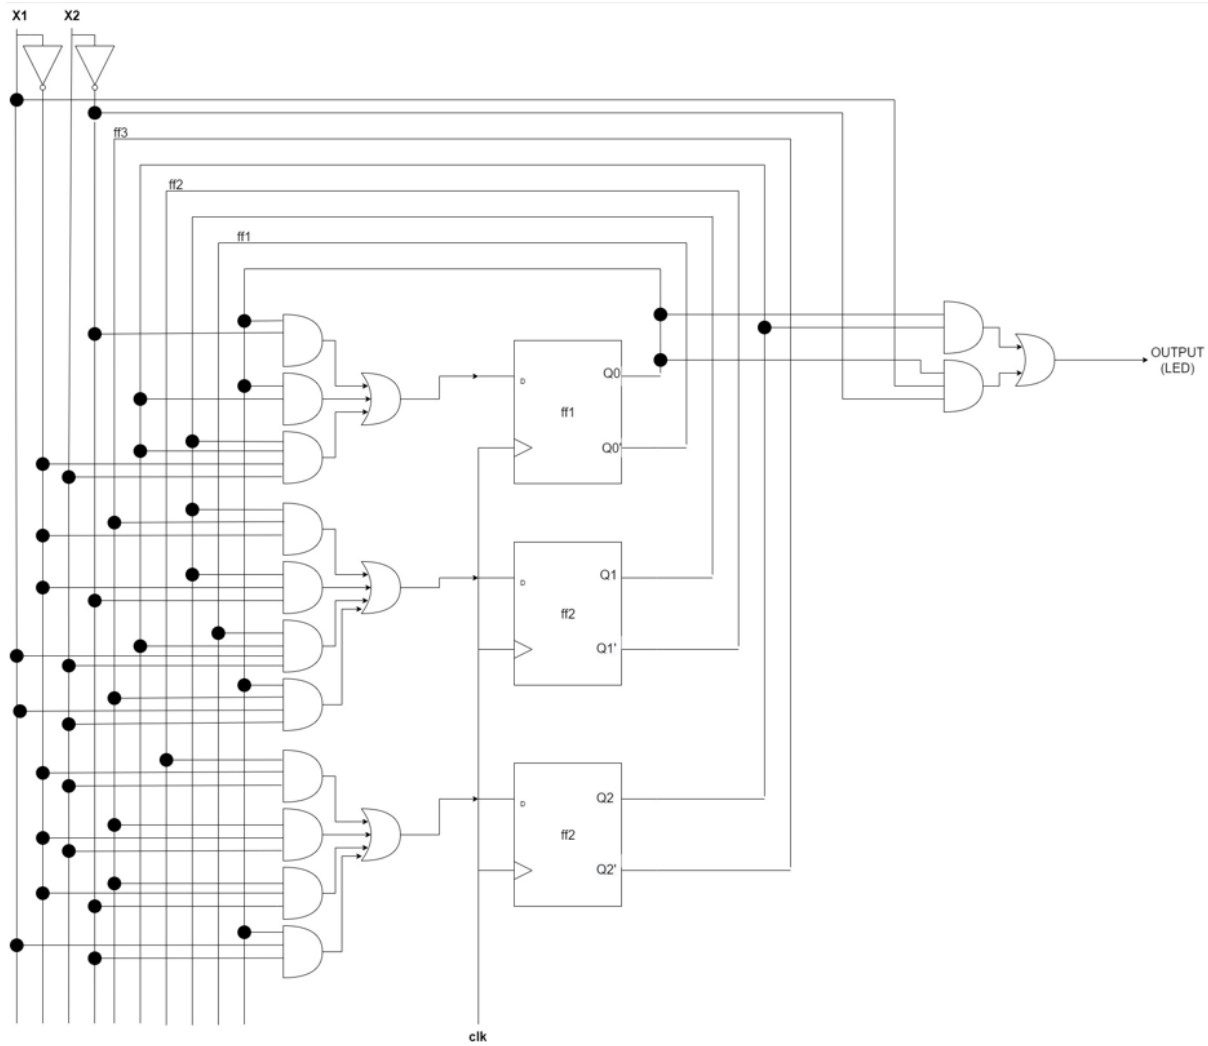 X1 X2
ff3
ff2
ff1
Q0
D
ff1
Q0'
OUTPUT
(LED)
Q1
D
ff2
Q1'
Q2
D
ff2
Q2'
clk